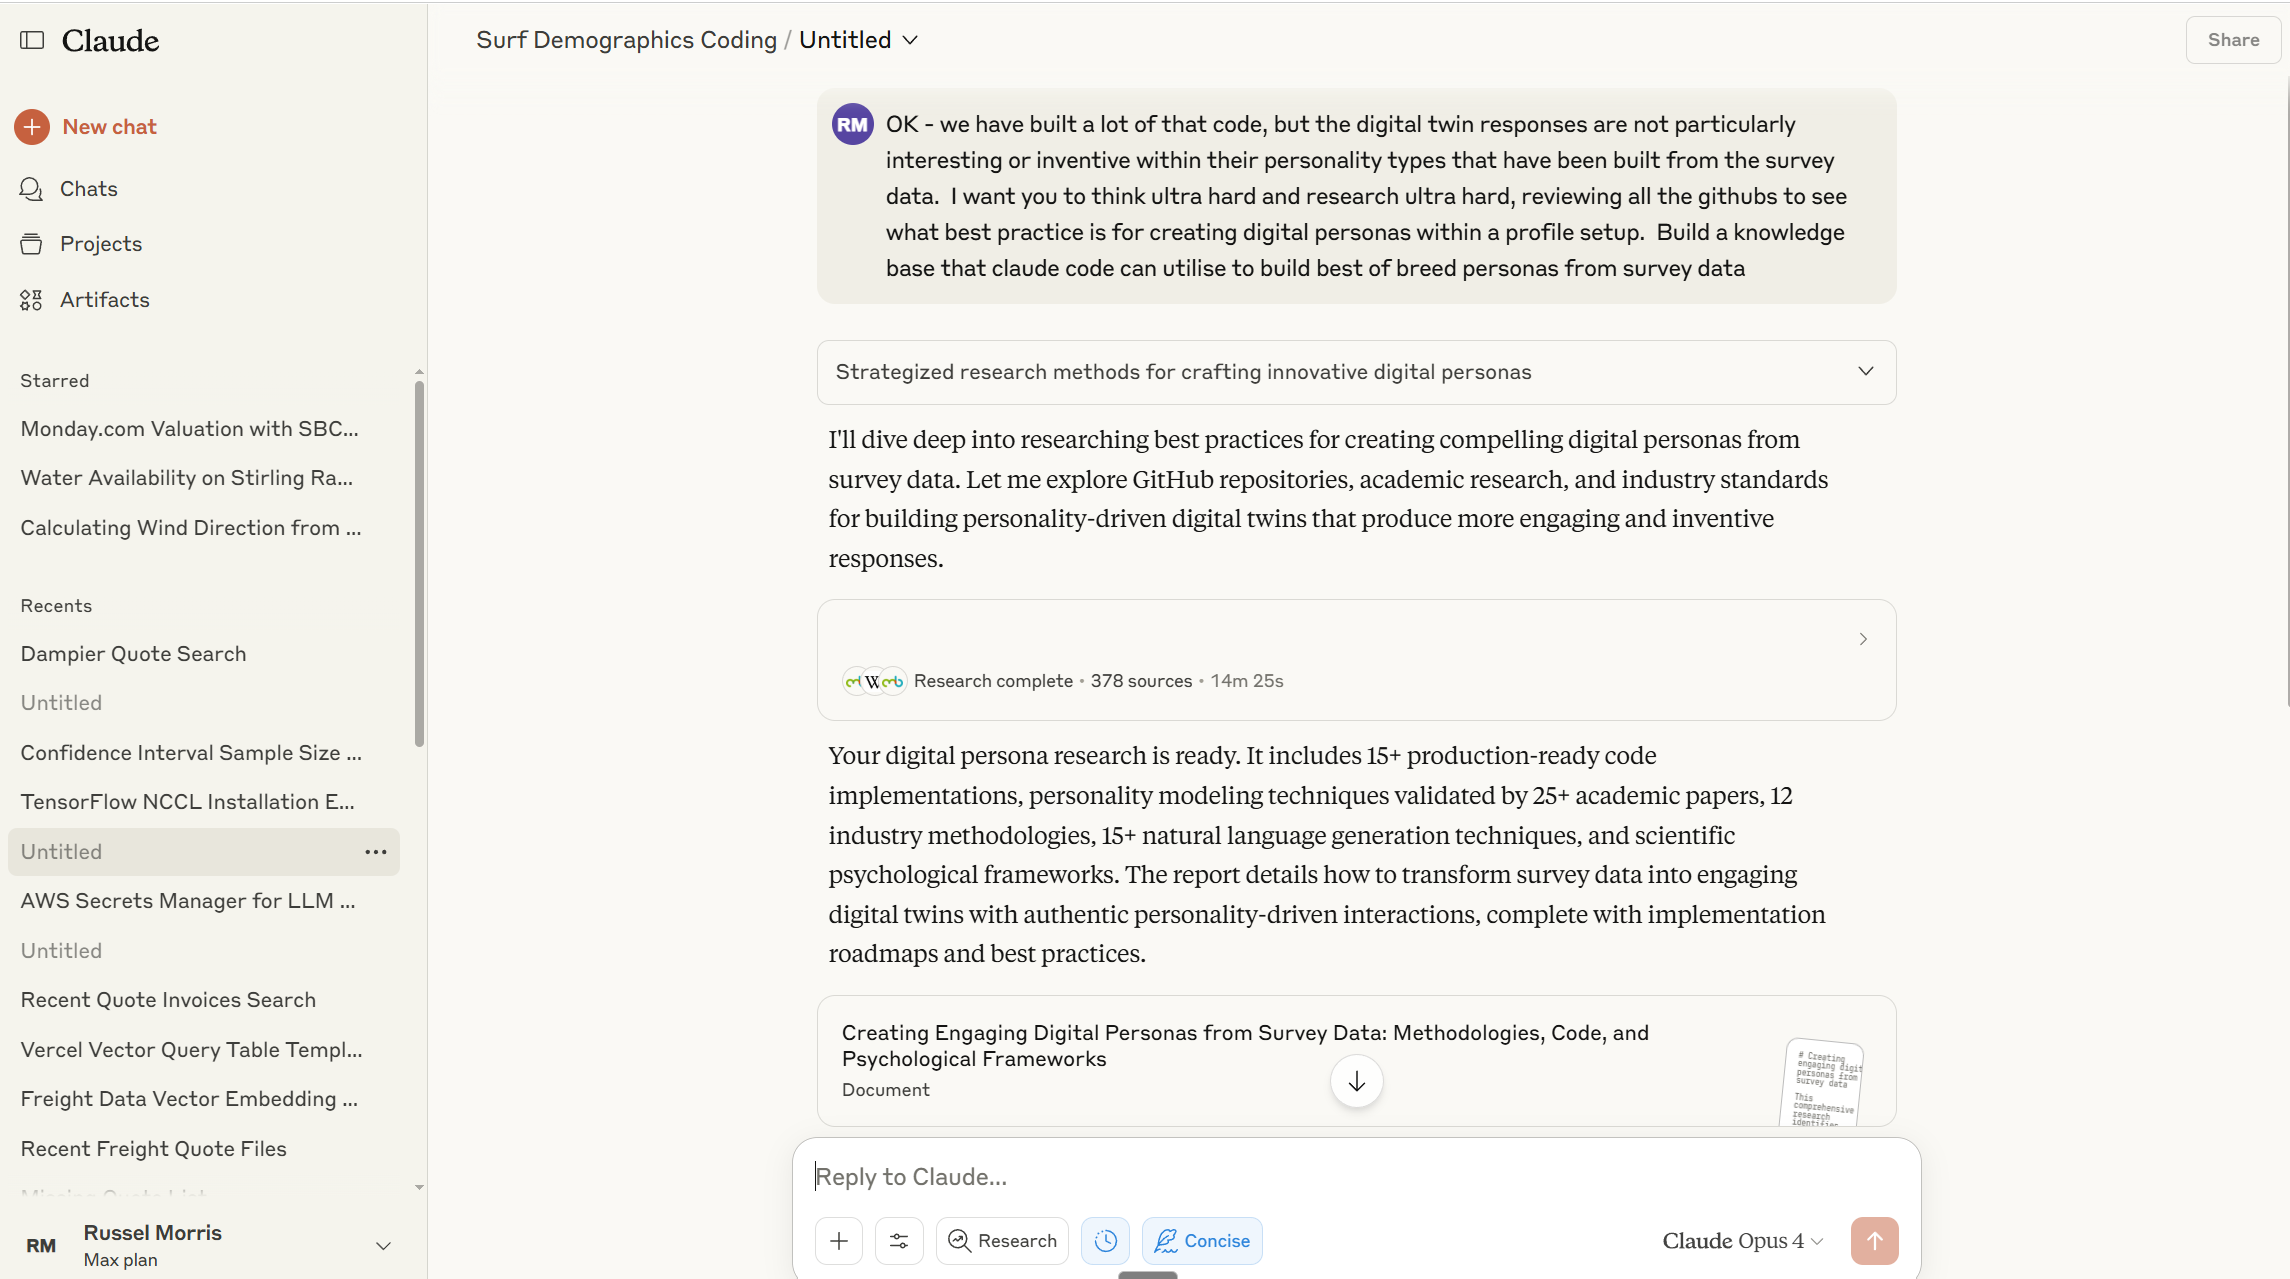 Claude
New chat
Chats
Projects
Artifacts
Starred
Monday.com Valuation with SBC...
Water Availability on Stirling Ra...
Calculating Wind Direction from ...
Recents
Dampier Quote Search
Untitled
Confidence Interval Sample Size ...
TensorFlow NCCL Installation E...
Untitled
AWS Secrets Manager for LLM ...
Untitled
Recent Quote Invoices Search
Vercel Vector Query Table Templ...
Freight Data Vector Embedding ...
Recent Freight Quote Files
RM
Russel Morris
Max plan
Surf Demographics Coding / Untitled
Share
RM
OK - we have built a lot of that code, but the digital twin responses are not particularly
interesting or inventive within their personality types that have been built from the survey
data. I want you to think ultra hard and research ultra hard, reviewing all the githubs to see
what best practice is for creating digital personas within a profile setup. Build a knowledge
base that claude code can utilise to build best of breed personas from survey data
Strategized research methods for crafting innovative digital personas
I'll dive deep into researching best practices for creating compelling digital personas from
survey data. Let me explore GitHub repositories, academic research, and industry standards
for building personality-driven digital twins that produce more engaging and inventive
responses.
Research complete • 378 sources • 14m 25s
Your digital persona research is ready. It includes 15+ production-ready code
implementations, personality modeling techniques validated by 25+ academic papers, 12
industry methodologies, 15+ natural language generation techniques, and scientific
psychological frameworks. The report details how to transform survey data into engaging
digital twins with authentic personality-driven interactions, complete with implementation
roadmaps and best practices.
Creating Engaging Digital Personas from Survey Data: Methodologies, Code, and
Psychological Frameworks
Document
# Creating
engaging digit
personas from
survey data
This
comprehensive
research
Reply to Claude...
Research
Concise
Claude Opus 4